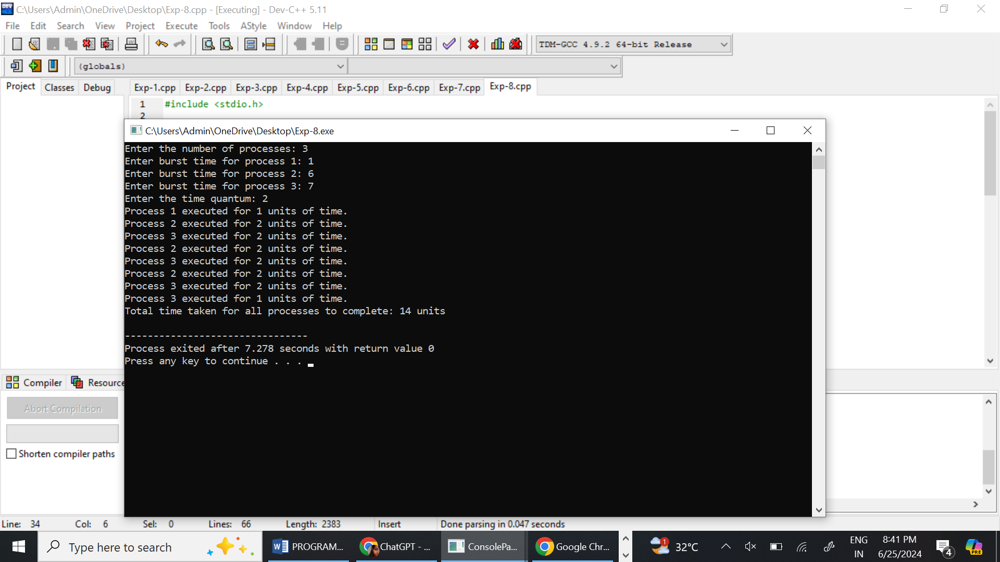 C:\Users\Admin\OneDrive\Desktop\Exp-8.cpp - [Executing] - Dev-C++ 5.11
File Edit Search View Project Execute Tools AStyle Window Help
TDM-GCC 4.9.2 64-bit Release
(globals)
Project Classes Debug
Exp-1.cpp Exp-2.cpp Exp-3.cpp Exp-4.cpp Exp-5.cpp Exp-6.cpp Exp-7.cpp Exp-8.cpp
1 #include <stdio.h>
2
C:\Users\Admin\OneDrive\Desktop\Exp-8.exe
Enter the number of processes: 3
Enter burst time for process 1: 1
Enter burst time for process 2: 6
Enter burst time for process 3: 7
Enter the time quantum: 2
Process 1 executed for 1 units of time.
Process 2 executed for 2 units of time.
Process 3 executed for 2 units of time.
Process 2 executed for 2 units of time.
Process 3 executed for 2 units of time.
Process 2 executed for 2 units of time.
Process 3 executed for 2 units of time.
Process 3 executed for 1 units of time.
Total time taken for all processes to complete: 14 units
--------------------------------
Process exited after 7.278 seconds with return value 0
Press any key to continue . . .
Compiler Resource
Abort Compilation
Shorten compiler paths
Line: 34 Col: 6 Sel: 0 Lines: 66 Length: 2383 Insert Done parsing in 0.047 seconds
Type here to search
PROGRAM...
ChatGPT - ...
ConsolePa...
Google Chr...
1
32°C
ENG
IN
8:41 PM
6/25/2024
4
PRE